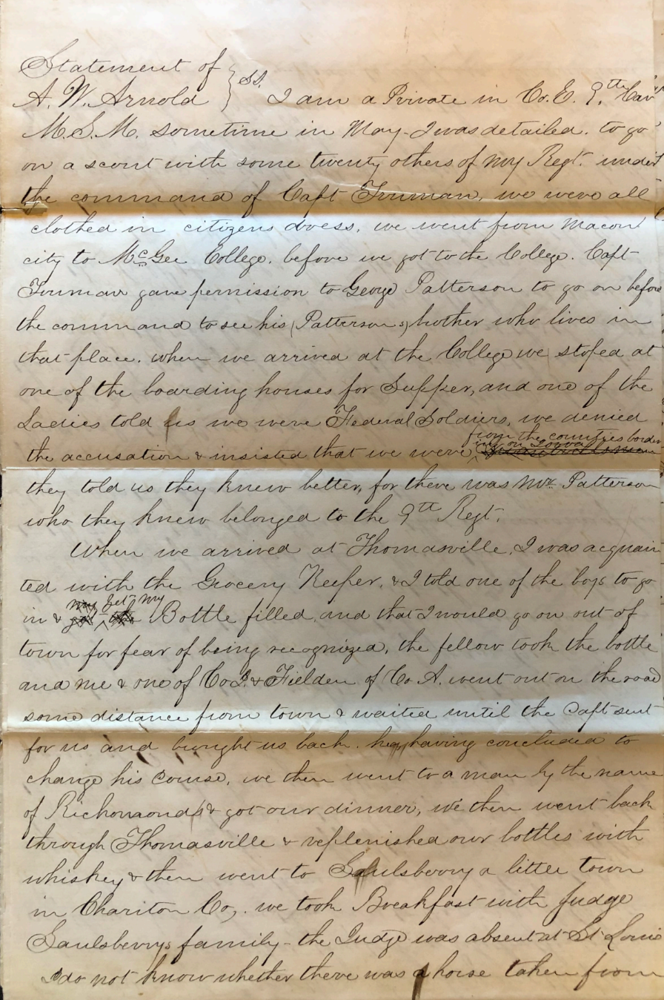 Statement of
A. W. Arnold } SS. I am a Private in Co. E. 9.th Cav
M.S.M. sometime in May - I was detailed. to go
on a scout with some twenty others of my Regt. under
the command of Capt Truman, we were all
clothed in citizens dress, we went from Macon
city to McGee College. before we got to the College. Capt
Truman gave permission to George Patterson to go on before
the command to see his (Pattersons) brother who lives in
that place. when we arrived at the College we stoped at
one of the boarding houses for Supper, and one of the
Ladies told us we were Federal Soldiers, we denied
from the counties border
ing on Iowa
the accusation & insisted that we were
they told us they knew better, for there was Mr. Patterson
who they knew belonged to the 9th Regt.
When we arrived at Thomasville, I was acquain
ted with the Grocery Keeper, & I told one of the boys to go
get my
in & Bottle filled, and that I would go on out of
town for fear of being recognized, the fellow took the bottle
and me & one of Co & Fielden of Co A. went out on the road
some distance from town & waited until the Capt sent
for us and brought us back. having concluded to
change his Course, we then went to a man by the name
of Richmond & got our dinner, we then went back
through Thomasville & replenished our bottles with
whiskey & then went to Saulsberry a little town
in Chariton Co,. we took Breakfast with Judge
Saulsberrys family - the Judge was absent at St Louis
I do not know whether there was a horse taken from